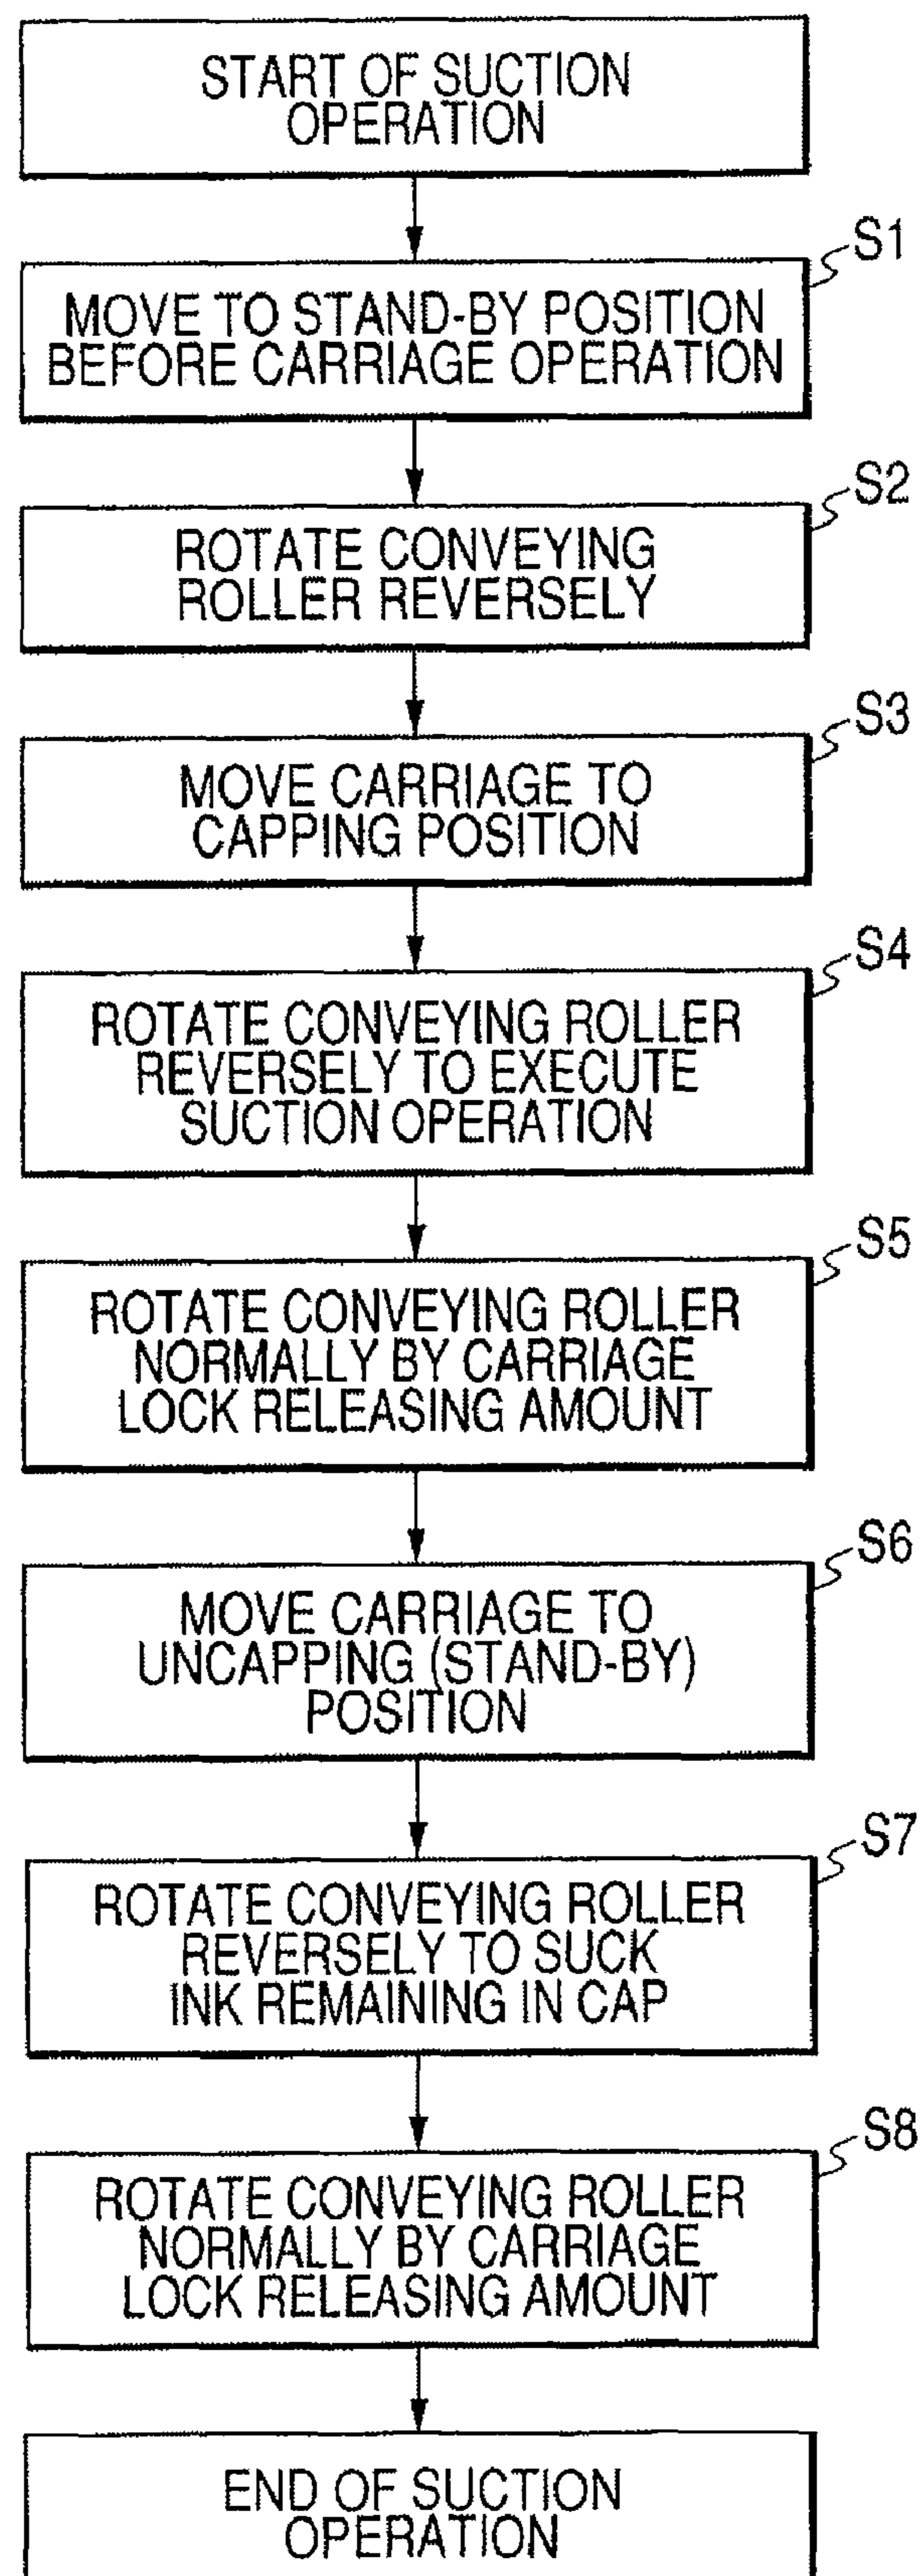 START OF SUCTION
OPERATION
S1
MOVE TO STAND-BY POSITION
BEFORE CARRIAGE OPERATION
S2
ROTATE CONVEYING
ROLLER REVERSELY
S3
MOVE CARRIAGE TO
CAPPING POSITION
S4
ROTATE CONVEYING ROLLER
REVERSELY TO EXECUTE
SUCTION OPERATION
S5
ROTATE CONVEYING ROLLER
NORMALLY BY CARRIAGE
LOCK RELEASING AMOUNT
S6
MOVE CARRIAGE TO
UNCAPPING (STAND-BY)
POSITION
S7
ROTATE CONVEYING ROLLER
REVERSELY TO SUCK
INK REMAINING IN CAP
S8
ROTATE CONVEYING ROLLER
NORMALLY BY CARRIAGE
LOCK RELEASING AMOUNT
END OF SUCTION
OPERATION